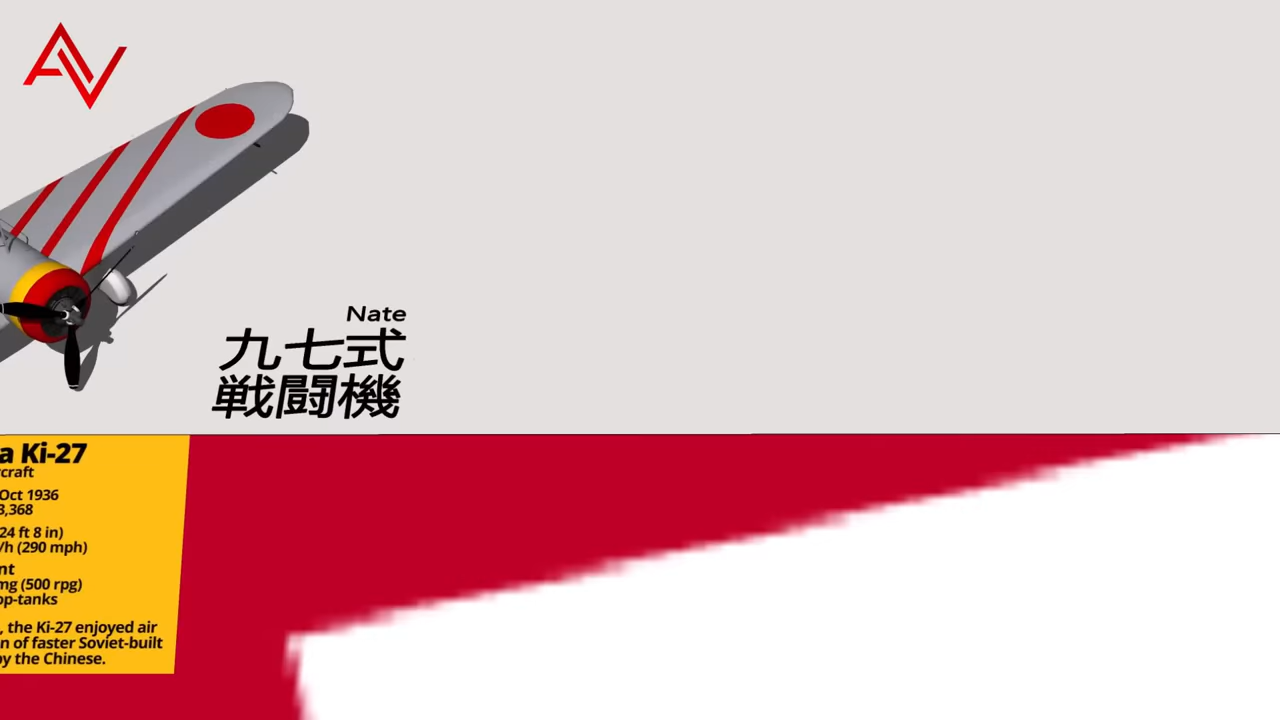 AV
Nate
九七式
戦闘機
a Ki-27
craft
Oct 1936
3,368
24 ft 8 in)
/h (290 mph)
nt
mg (500 rpg)
op-tanks
, the Ki-27 enjoyed air
n of faster Soviet-built
by the Chinese.